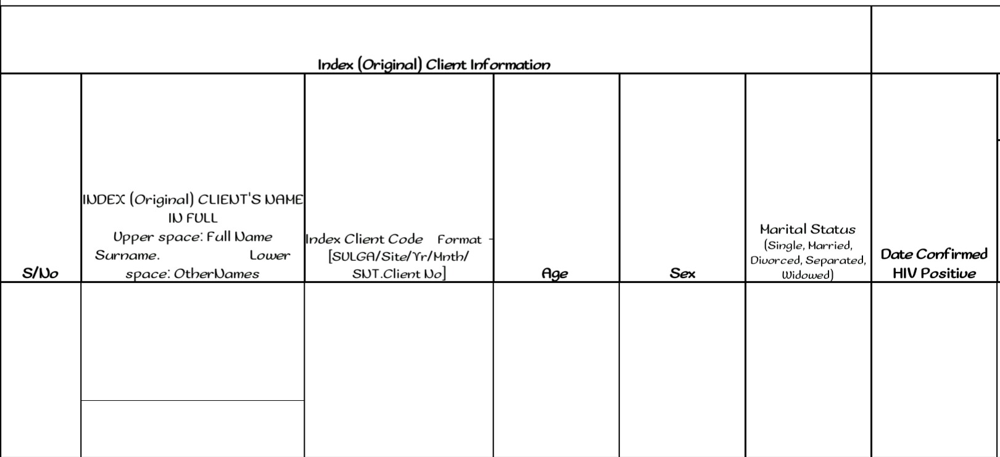 Index (Original) Client Information
S/No
INDEX (Original) CLIENT'S NAME
IN FULL
Upper space: Full Name
Surname. Lower
space: OtherNames
Index Client Code Format -
[SULGA/Site/Yr/Mnth/
SNT.Client No]
Age
Sex
Marital Status
(Single, Married,
Divorced, Separated,
Widowed)
Date Confirmed
HIV Positive